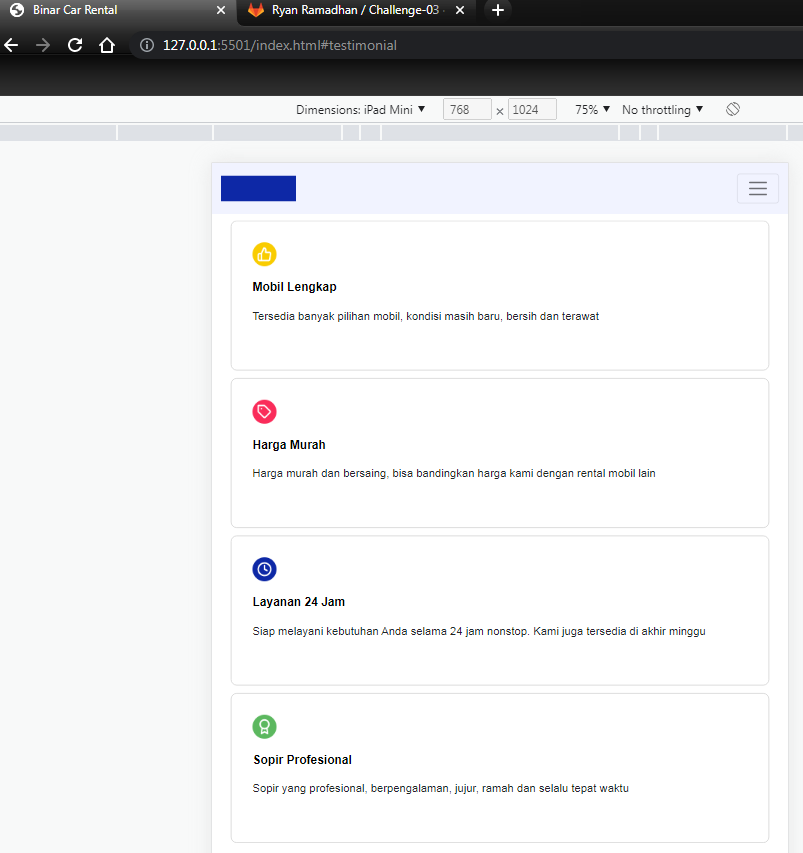 Binar Car Rental
Ryan Ramadhan / Challenge-03
127.0.0.1:5501/index.html#testimonial
Dimensions: iPad Mini ▼ 768 × 1024 75% ▼ No throttling ▼
Mobil Lengkap
Tersedia banyak pilihan mobil, kondisi masih baru, bersih dan terawat
Harga Murah
Harga murah dan bersaing, bisa bandingkan harga kami dengan rental mobil lain
Layanan 24 Jam
Siap melayani kebutuhan Anda selama 24 jam nonstop. Kami juga tersedia di akhir minggu
Sopir Profesional
Sopir yang profesional, berpengalaman, jujur, ramah dan selalu tepat waktu